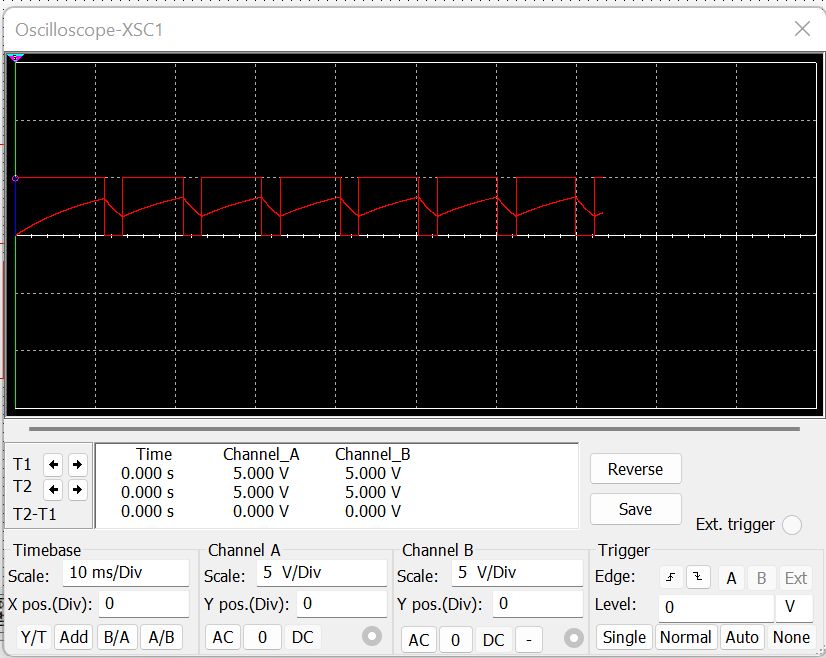 Oscilloscope-XSC1
Time Channel_A Channel_B
T1 0.000 s 5.000 V 5.000 V
T2 0.000 s 5.000 V 5.000 V
T2-T1 0.000 s 0.000 V 0.000 V
Reverse
Save
Ext. trigger
Timebase
Scale: 10 ms/Div
X pos.(Div): 0
Y/T Add B/A A/B
Channel A
Scale: 5 V/Div
Y pos.(Div): 0
AC 0 DC
Channel B
Scale: 5 V/Div
Y pos.(Div): 0
AC 0 DC -
Trigger
Edge: A B Ext
Level: 0 V
Single Normal Auto None